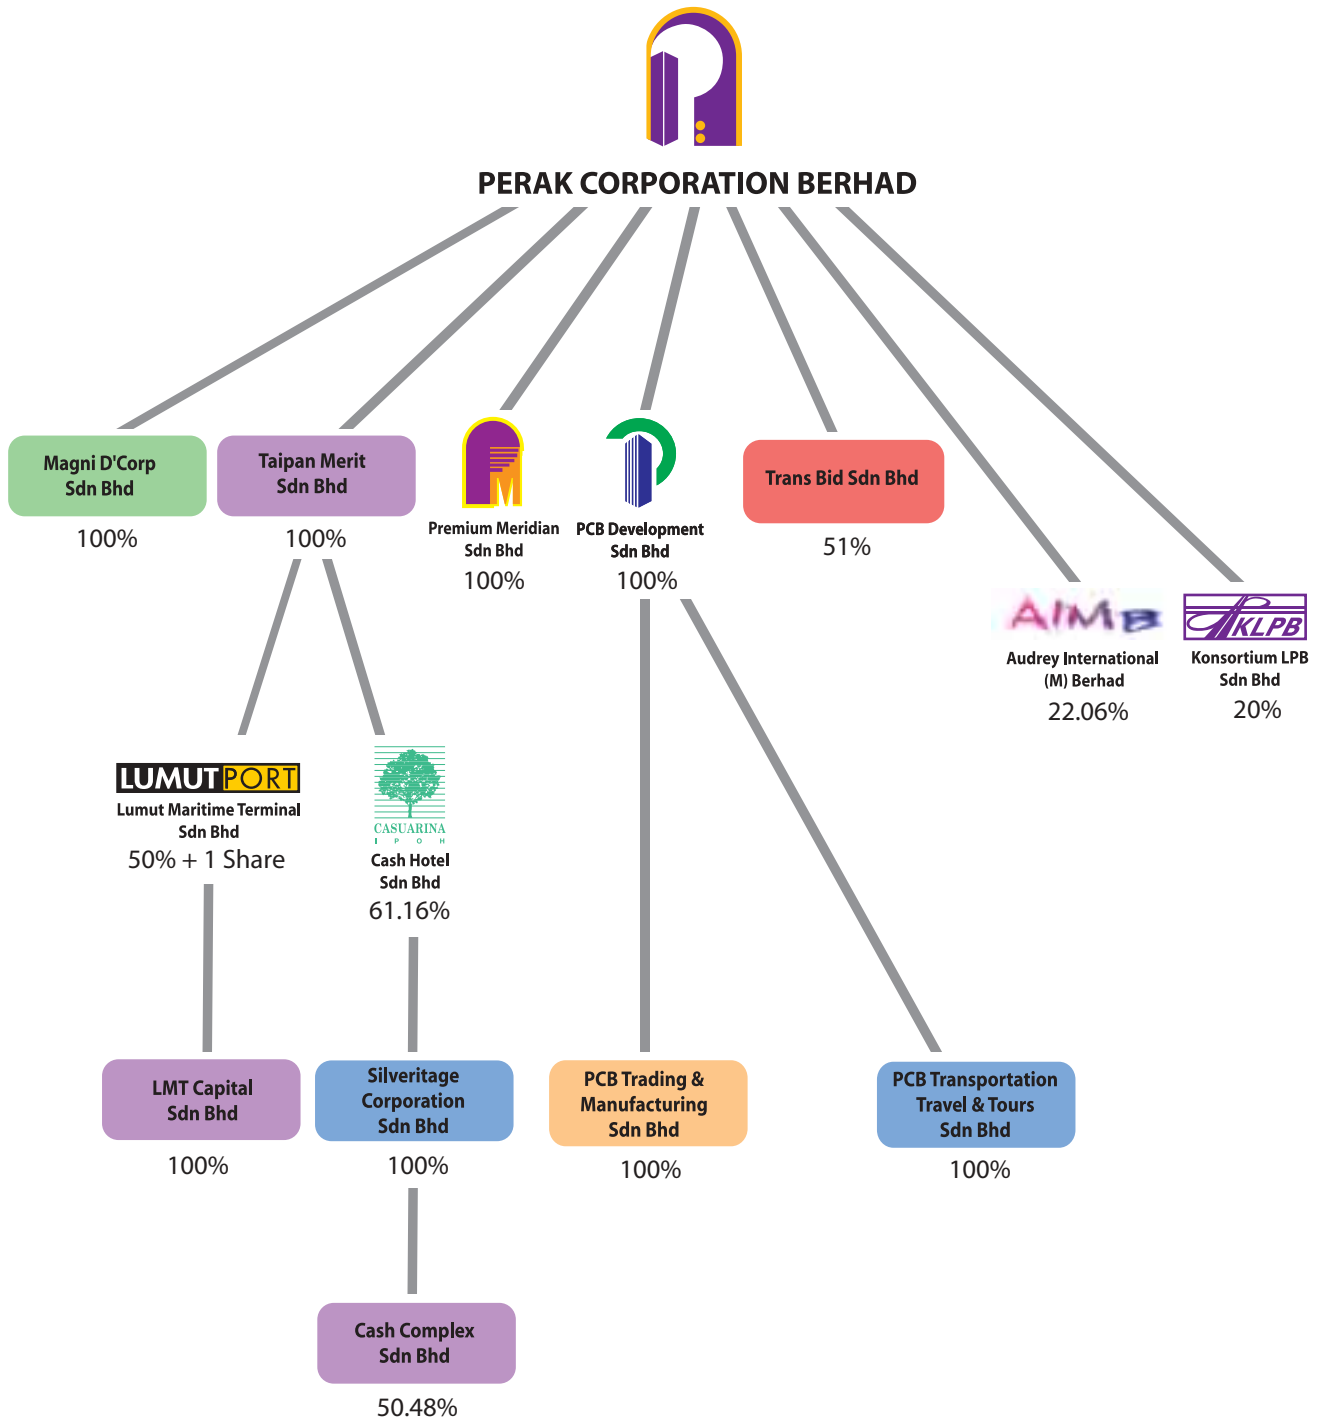 PERAK CORPORATION BERHAD
Magni D'Corp
Sdn Bhd
100%
Taipan Merit
Sdn Bhd
100%
M
Premium Meridian
Sdn Bhd
100%
PCB Development
Sdn Bhd
100%
Trans Bid Sdn Bhd
51%
AIMB
Audrey International
(M) Berhad
22.06%
KLPB
Konsortium LPB
Sdn Bhd
20%
LUMUT PORT
Lumut Maritime Terminal
Sdn Bhd
50% + 1 Share
CASUARINA
IPOH
Cash Hotel
Sdn Bhd
61.16%
LMT Capital
Sdn Bhd
100%
Silveritage
Corporation
Sdn Bhd
100%
PCB Trading &
Manufacturing
Sdn Bhd
100%
PCB Transportation
Travel & Tours
Sdn Bhd
100%
Cash Complex
Sdn Bhd
50.48%